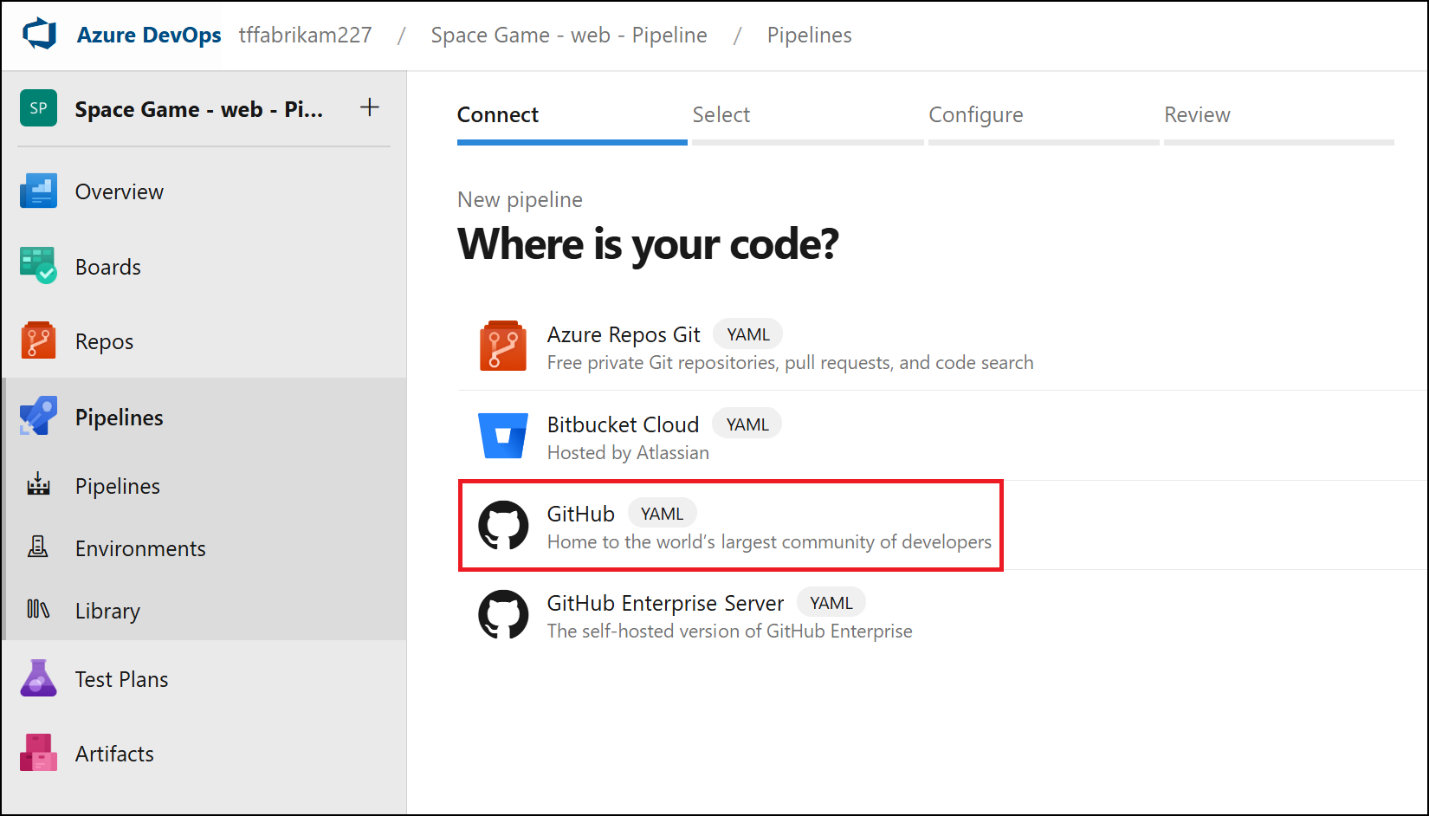 Azure DevOps tffabrikam227 / Space Game - web - Pipeline / Pipelines
SP Space Game - web - Pi... +
Overview
Boards
Repos
Pipelines
Pipelines
Environments
Library
Test Plans
Artifacts
Connect Select Configure Review
New pipeline
Where is your code?
Azure Repos Git YAML
Free private Git repositories, pull requests, and code search
Bitbucket Cloud YAML
Hosted by Atlassian
GitHub YAML
Home to the world’s largest community of developers
GitHub Enterprise Server YAML
The self-hosted version of GitHub Enterprise